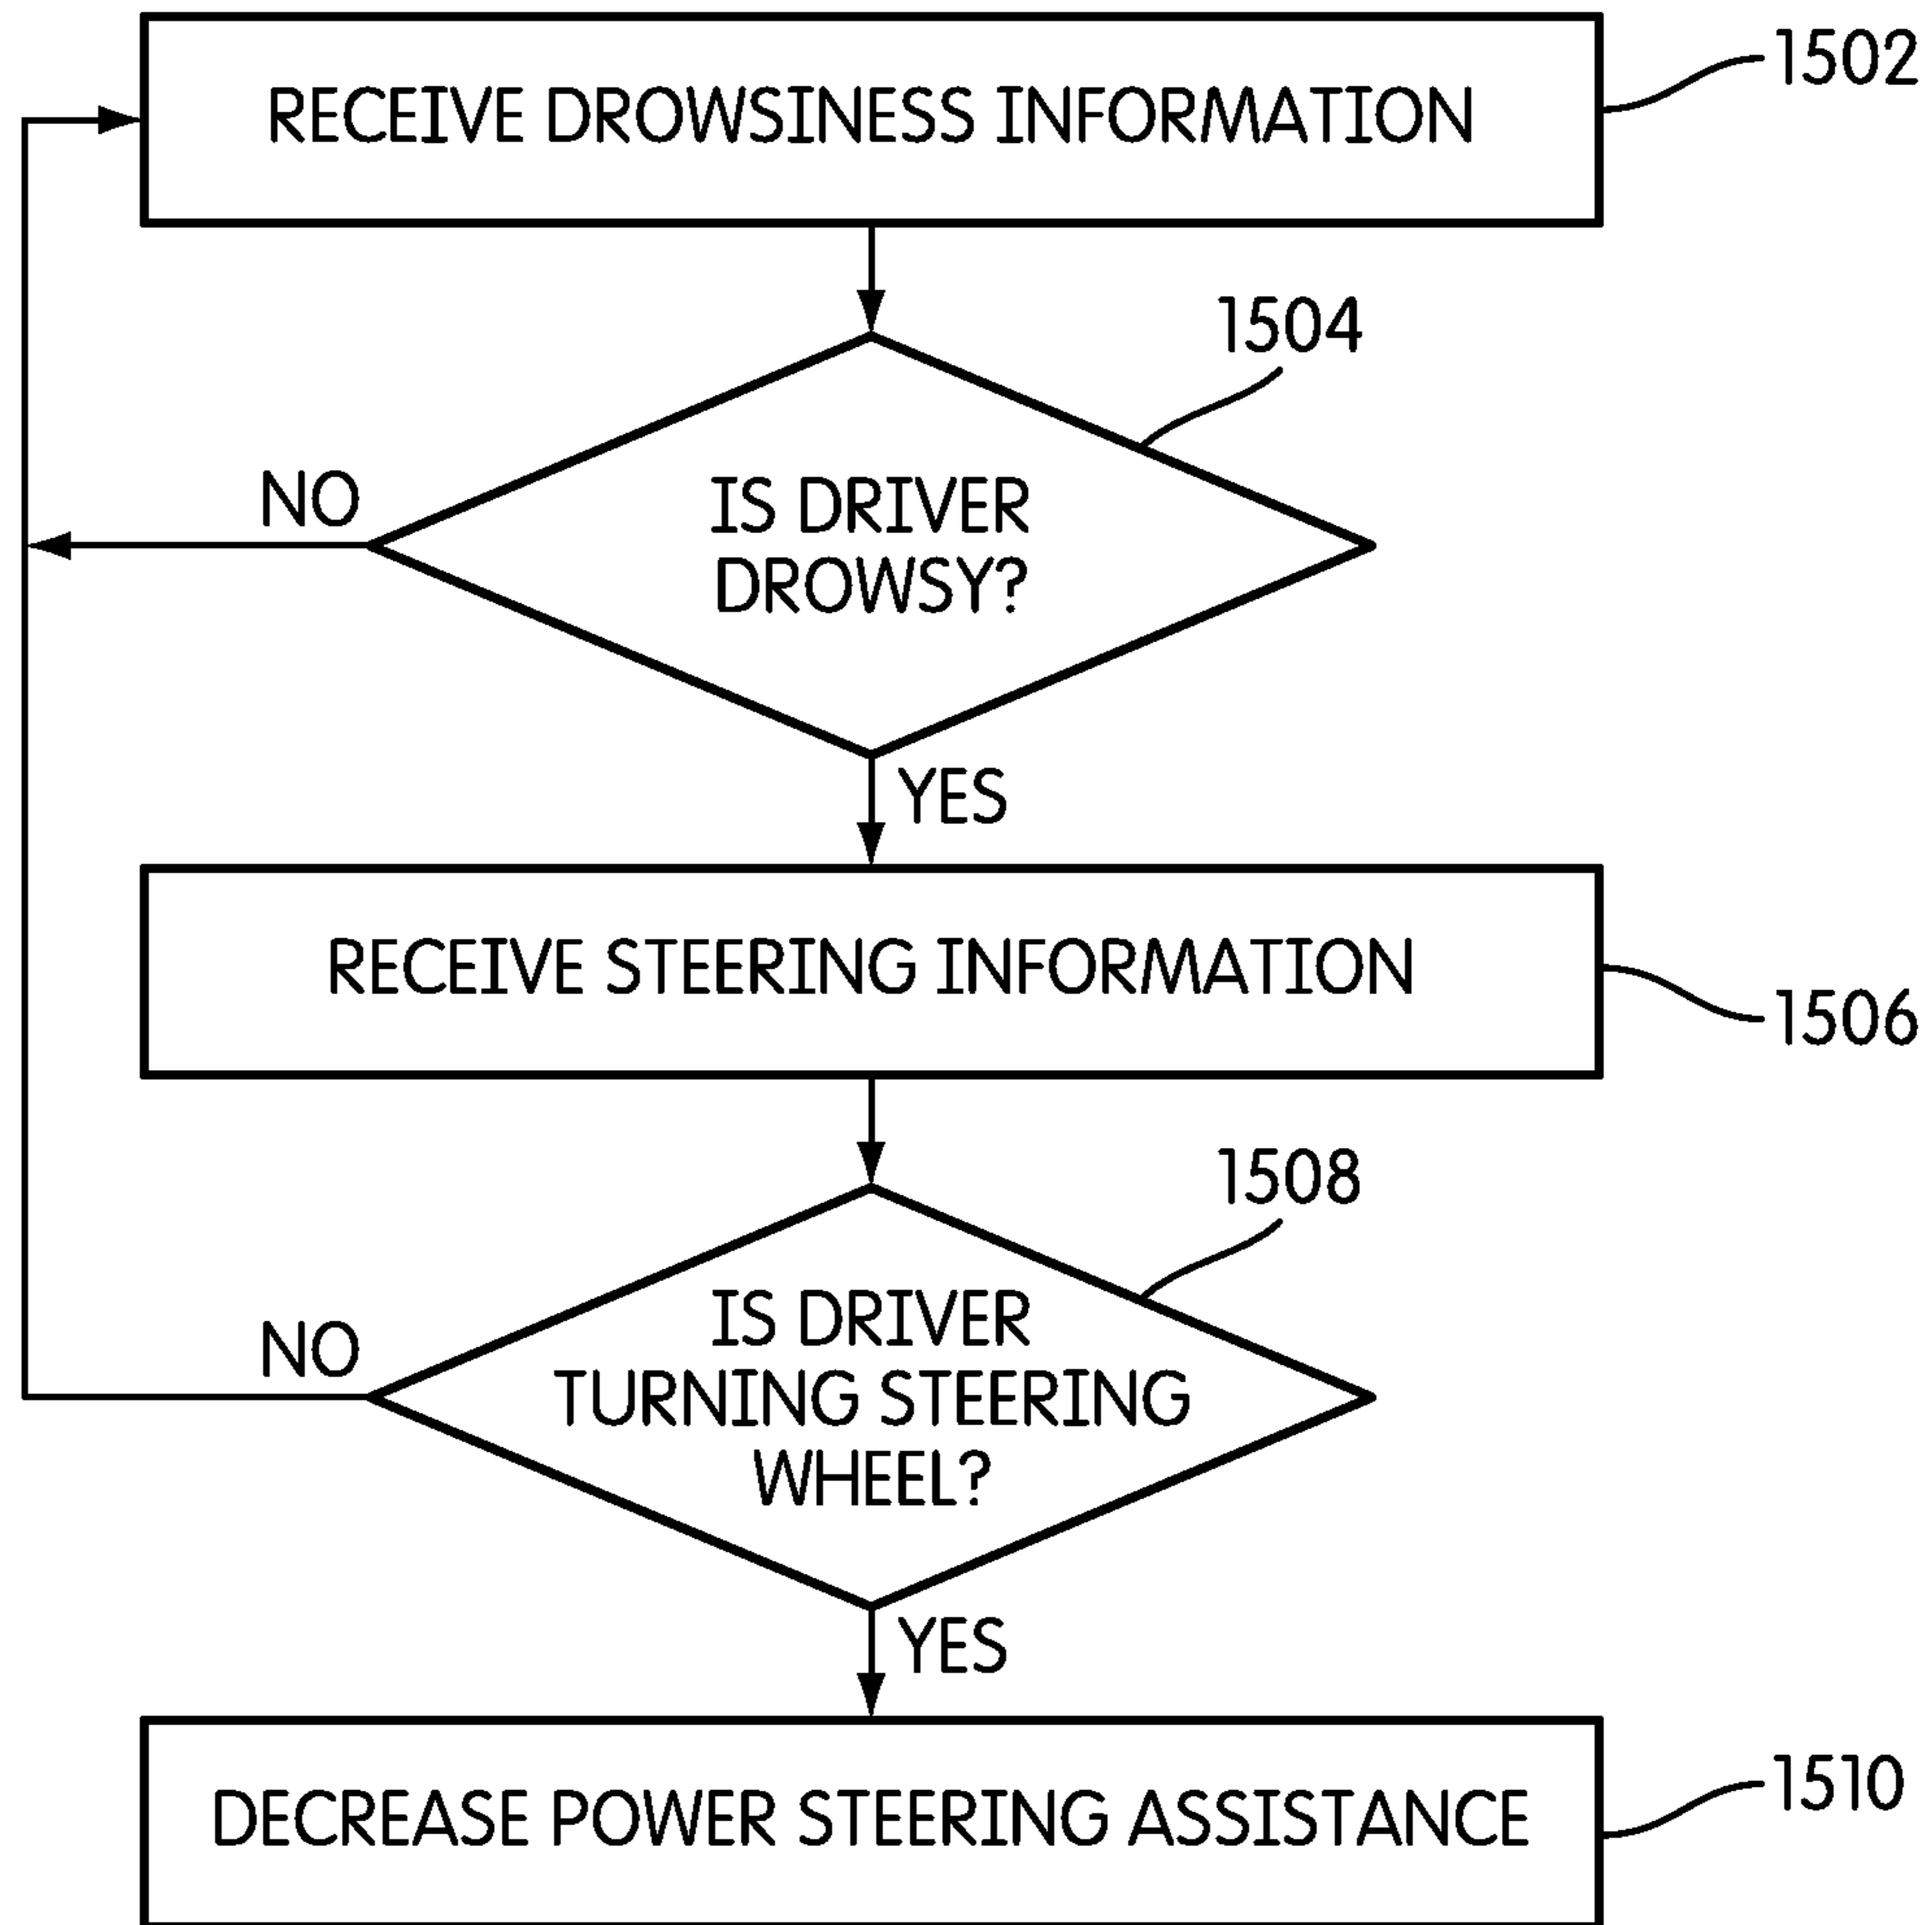 RECEIVE DROWSINESS INFORMATION
1502
1504
NO
IS DRIVER
DROWSY?
YES
RECEIVE STEERING INFORMATION
1506
1508
NO
IS DRIVER
TURNING STEERING
WHEEL?
YES
DECREASE POWER STEERING ASSISTANCE
1510